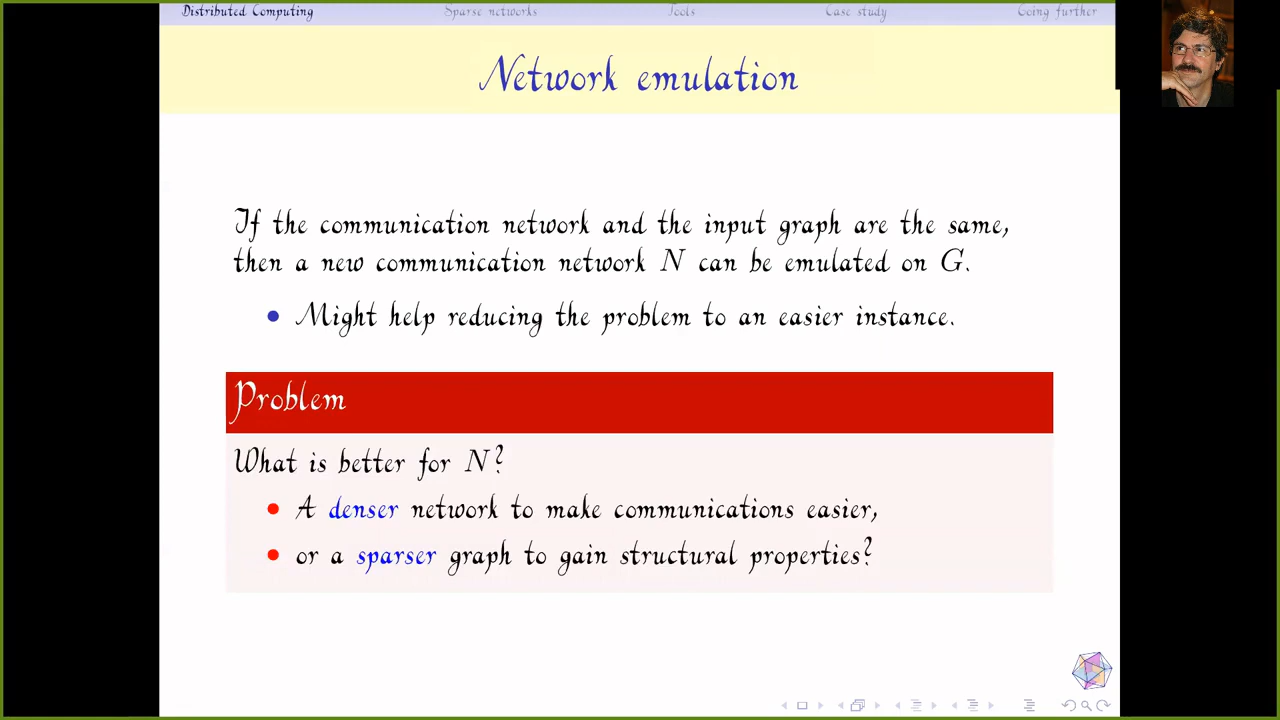 Distributed Computing Sparse networks Tools Case study Going further
Network emulation
If the communication network and the input graph are the same,
then a new communication network N can be emulated on G.
Might help reducing the problem to an easier instance.
Problem
What is better for N?
A denser network to make communications easier,
or a sparser graph to gain structural properties?